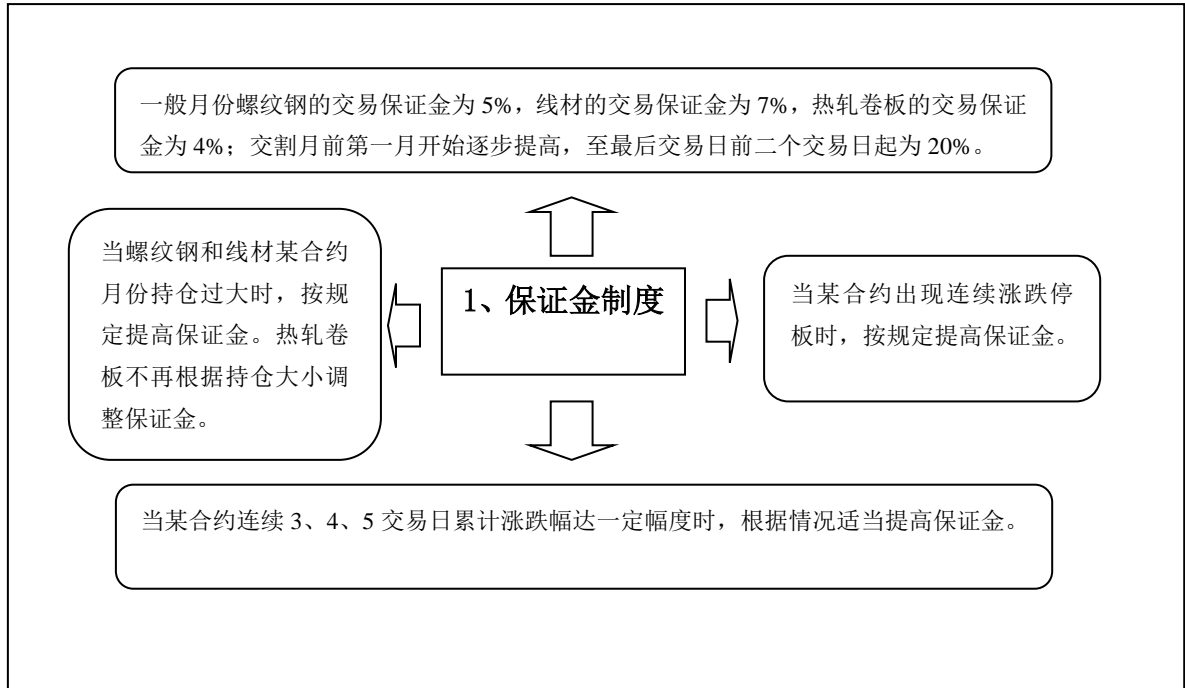 一般月份螺纹钢的交易保证金为 5%，线材的交易保证金为 7%，热轧卷板的交易保证
金为 4%；交割月前第一月开始逐步提高，至最后交易日前二个交易日起为 20%。
当螺纹钢和线材某合约
月份持仓过大时，按规
定提高保证金。热轧卷
板不再根据持仓大小调
整保证金。
1、保证金制度
当某合约出现连续涨跌停
板时，按规定提高保证金。
当某合约连续 3、4、5 交易日累计涨跌幅达一定幅度时，根据情况适当提高保证金。